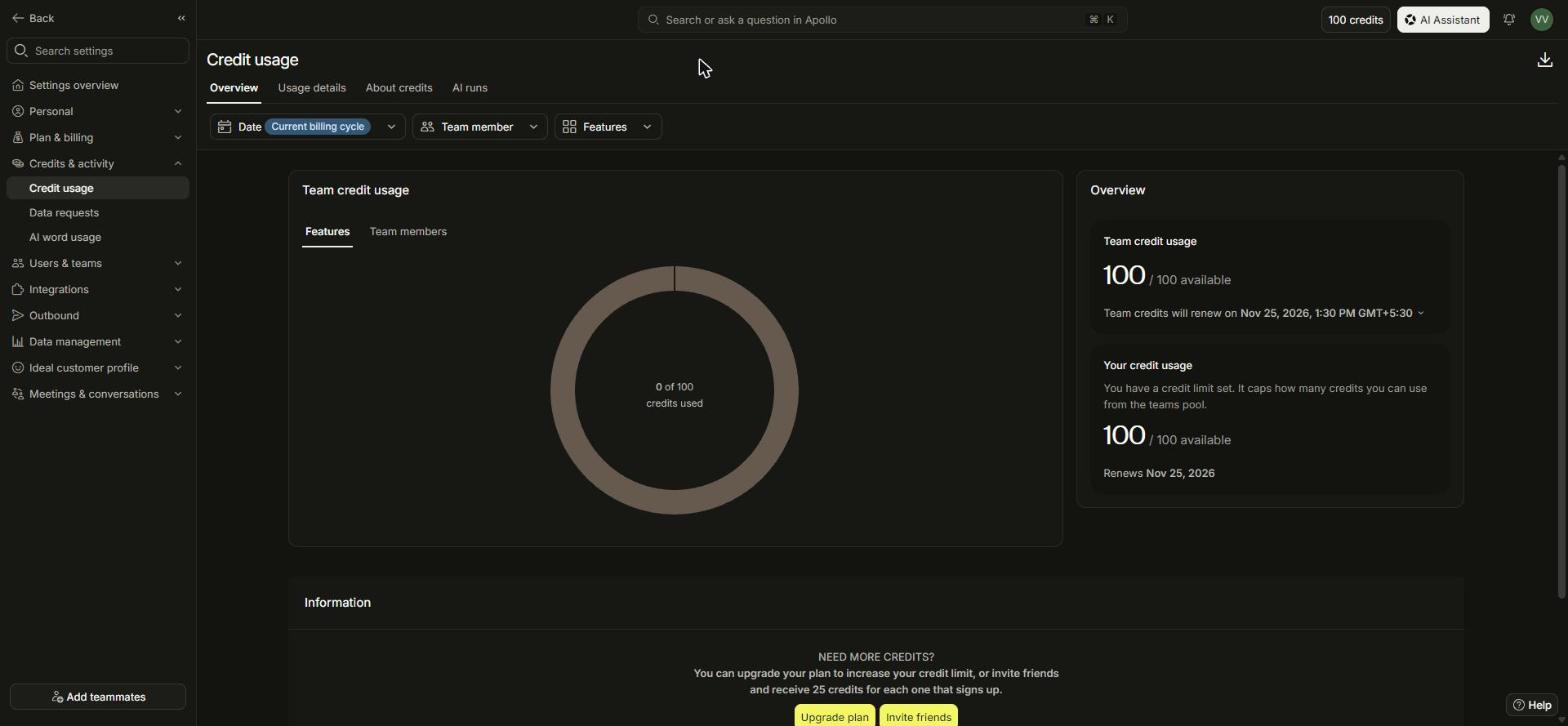 Back
Search or ask a question in Apollo
⌘ K
100 credits
AI Assistant
VV
Search settings
Settings overview
Personal
Plan & billing
Credits & activity
Credit usage
Data requests
AI word usage
Users & teams
Integrations
Outbound
Data management
Ideal customer profile
Meetings & conversations
Add teammates
Credit usage
Overview
Usage details
About credits
AI runs
Date Current billing cycle
Team member
Features
Team credit usage
Features
Team members
0 of 100
credits used
Overview
Team credit usage
100 / 100 available
Team credits will renew on Nov 25, 2026, 1:30 PM GMT+5:30
Your credit usage
You have a credit limit set. It caps how many credits you can use
from the teams pool.
100 / 100 available
Renews Nov 25, 2026
Information
NEED MORE CREDITS?
You can upgrade your plan to increase your credit limit, or invite friends
and receive 25 credits for each one that signs up.
Upgrade plan
Invite friends
Help